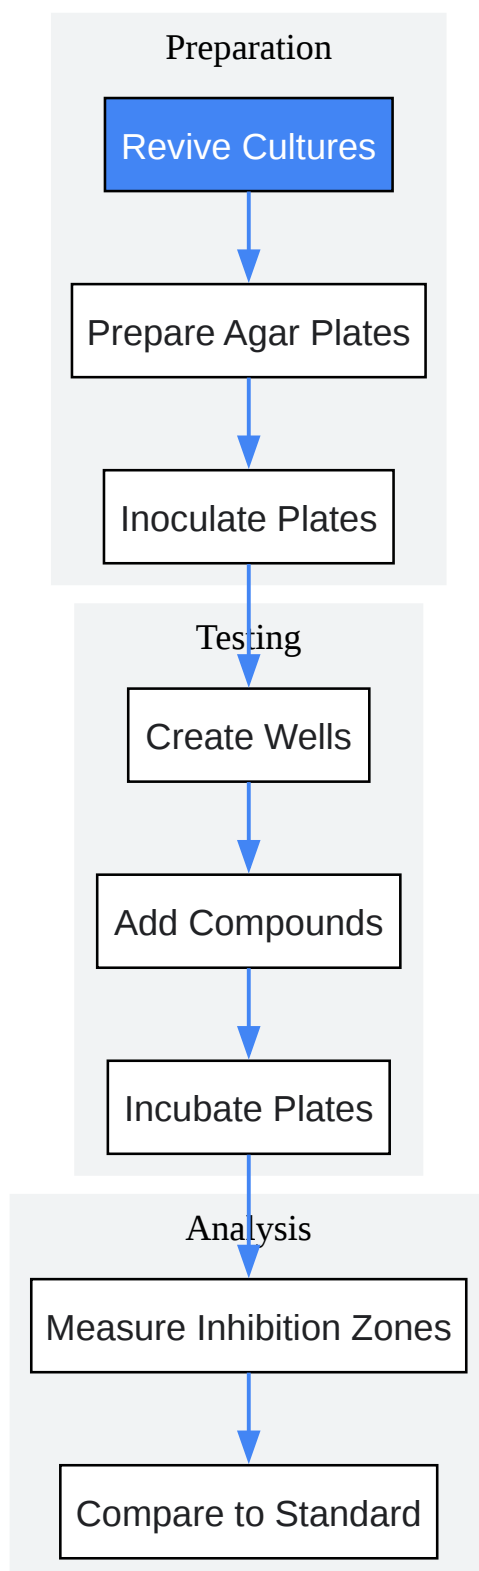 Preparation
Revive Cultures
Prepare Agar Plates
Inoculate Plates
Testing
Create Wells
Add Compounds
Incubate Plates
Analysis
Measure Inhibition Zones
Compare to Standard